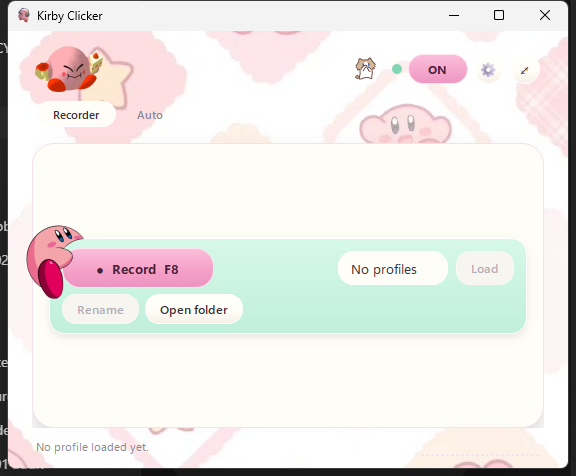 Kirby Clicker
ON
Recorder Auto
● Record F8 No profiles Load
Rename Open folder
No profile loaded yet.